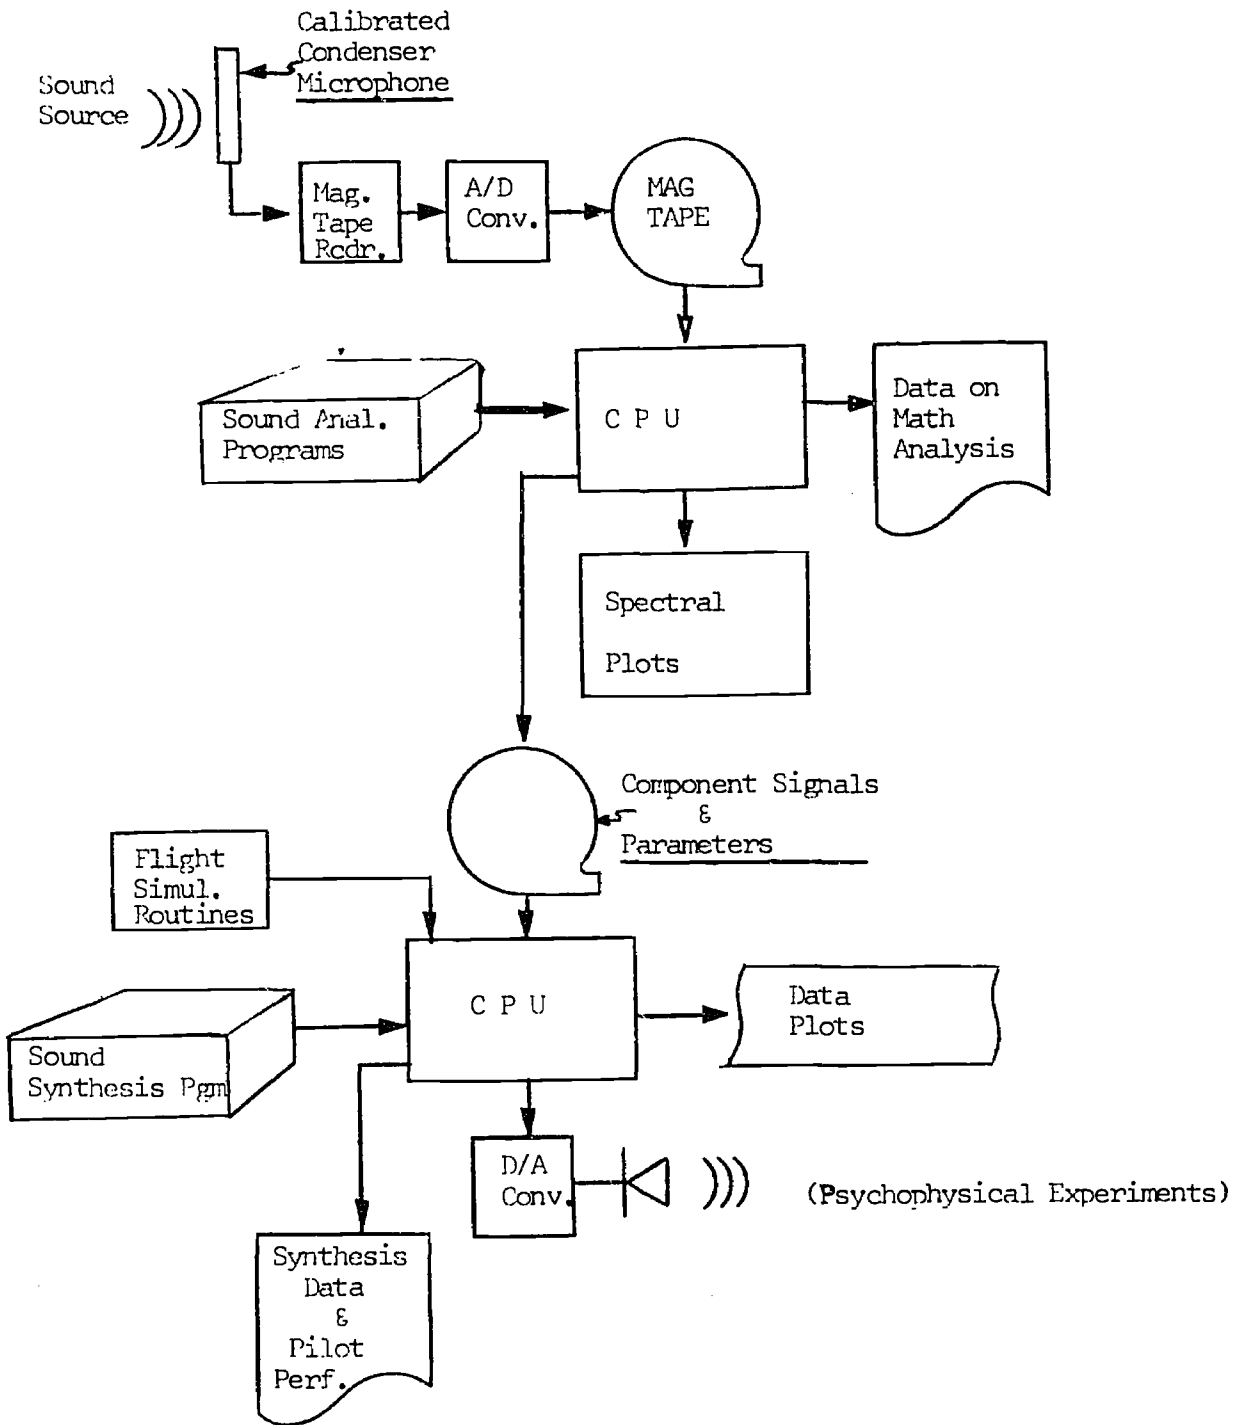 Calibrated
Condenser
Microphone
Sound
Source
Mag.
Tape
Rcdr.
A/D
Conv.
MAG
TAPE
Sound Anal.
Programs
C P U
Data on
Math
Analysis
Spectral
Plots
Component Signals
&
Parameters
Flight
Simul.
Routines
C P U
Data
Plots
Sound
Synthesis Pgm
D/A
Conv.
(Psychophysical Experiments)
Synthesis
Data
&
Pilot
Perf.